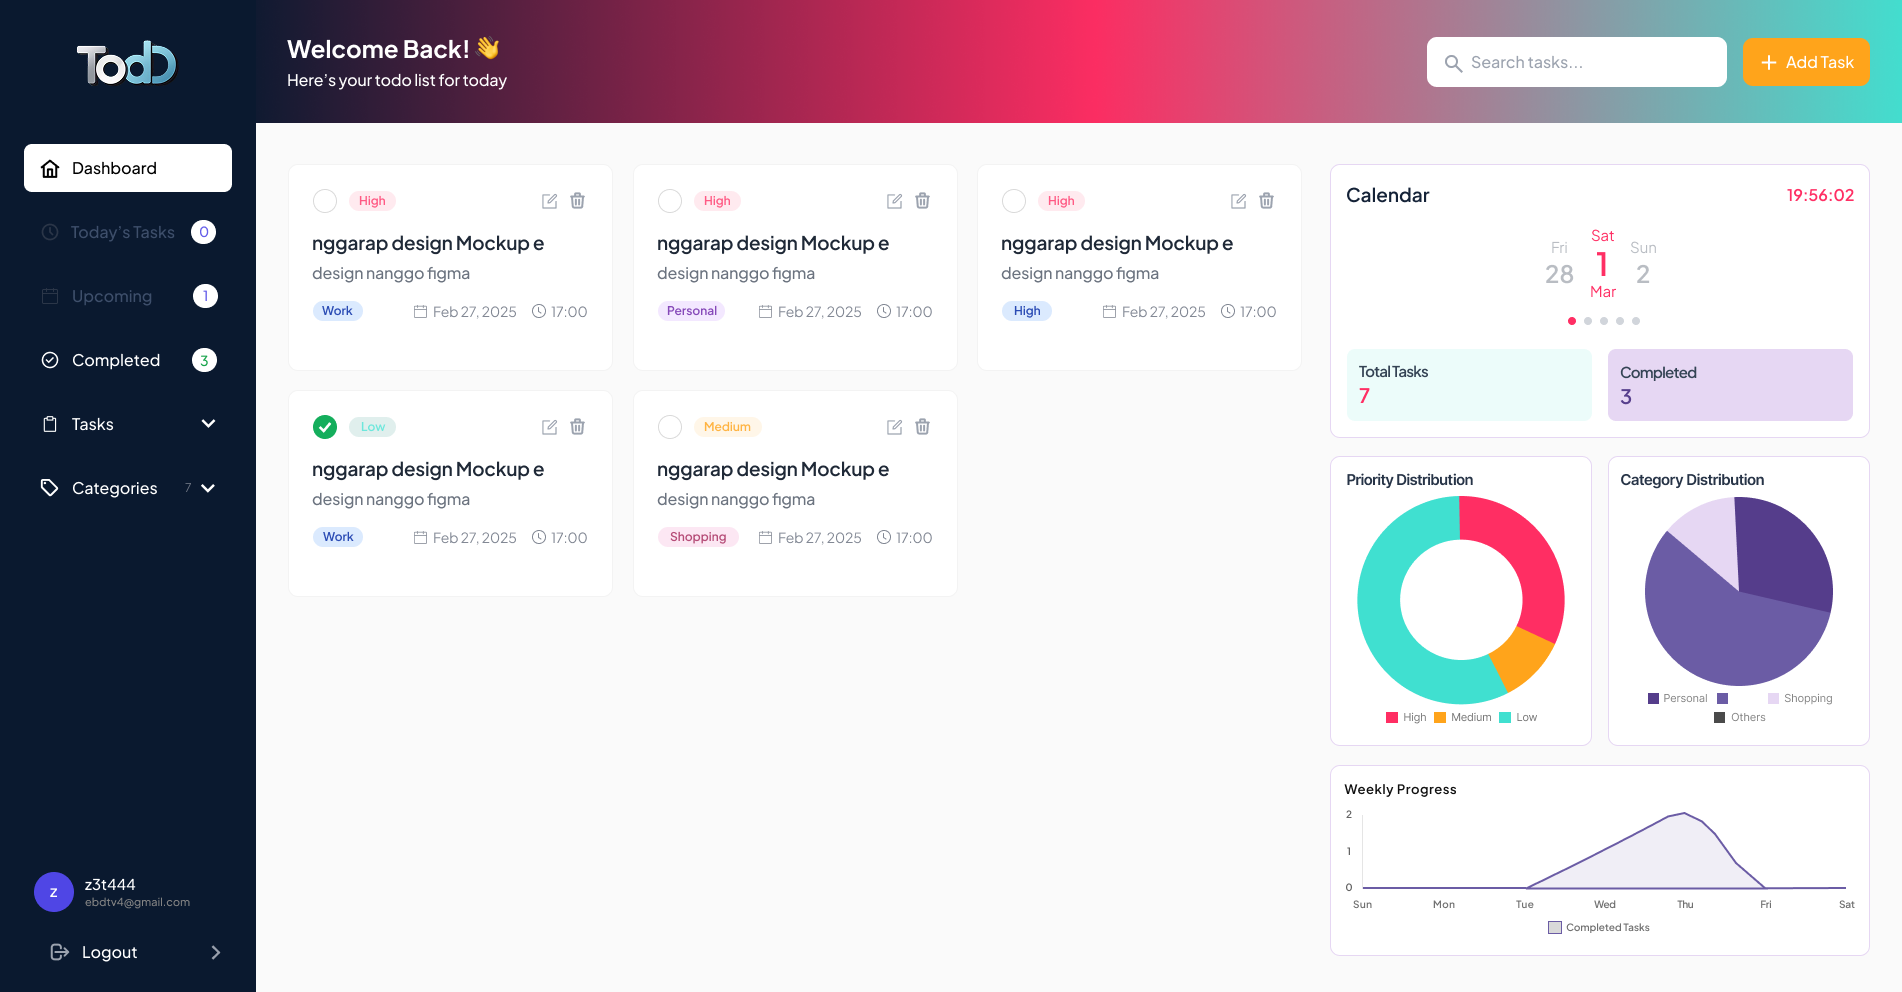 TodD
Dashboard
Today's Tasks 0
Upcoming 1
Completed 3
Tasks
Categories 7
z
z3t444
ebdtv4@gmail.com
Logout
Welcome Back! 👋
Here's your todo list for today
Search tasks...
+ Add Task
High
nggarap design Mockup e
design nanggo figma
Work Feb 27, 2025 17:00
High
nggarap design Mockup e
design nanggo figma
Personal Feb 27, 2025 17:00
High
nggarap design Mockup e
design nanggo figma
High Feb 27, 2025 17:00
Low
nggarap design Mockup e
design nanggo figma
Work Feb 27, 2025 17:00
Medium
nggarap design Mockup e
design nanggo figma
Shopping Feb 27, 2025 17:00
Calendar 19:56:02
Fri Sat Sun
28 1 2
Mar
Total Tasks
7
Completed
3
Priority Distribution
High Medium Low
Category Distribution
Personal Shopping
Others
Weekly Progress
2
1
0
Sun Mon Tue Wed Thu Fri Sat
Completed Tasks